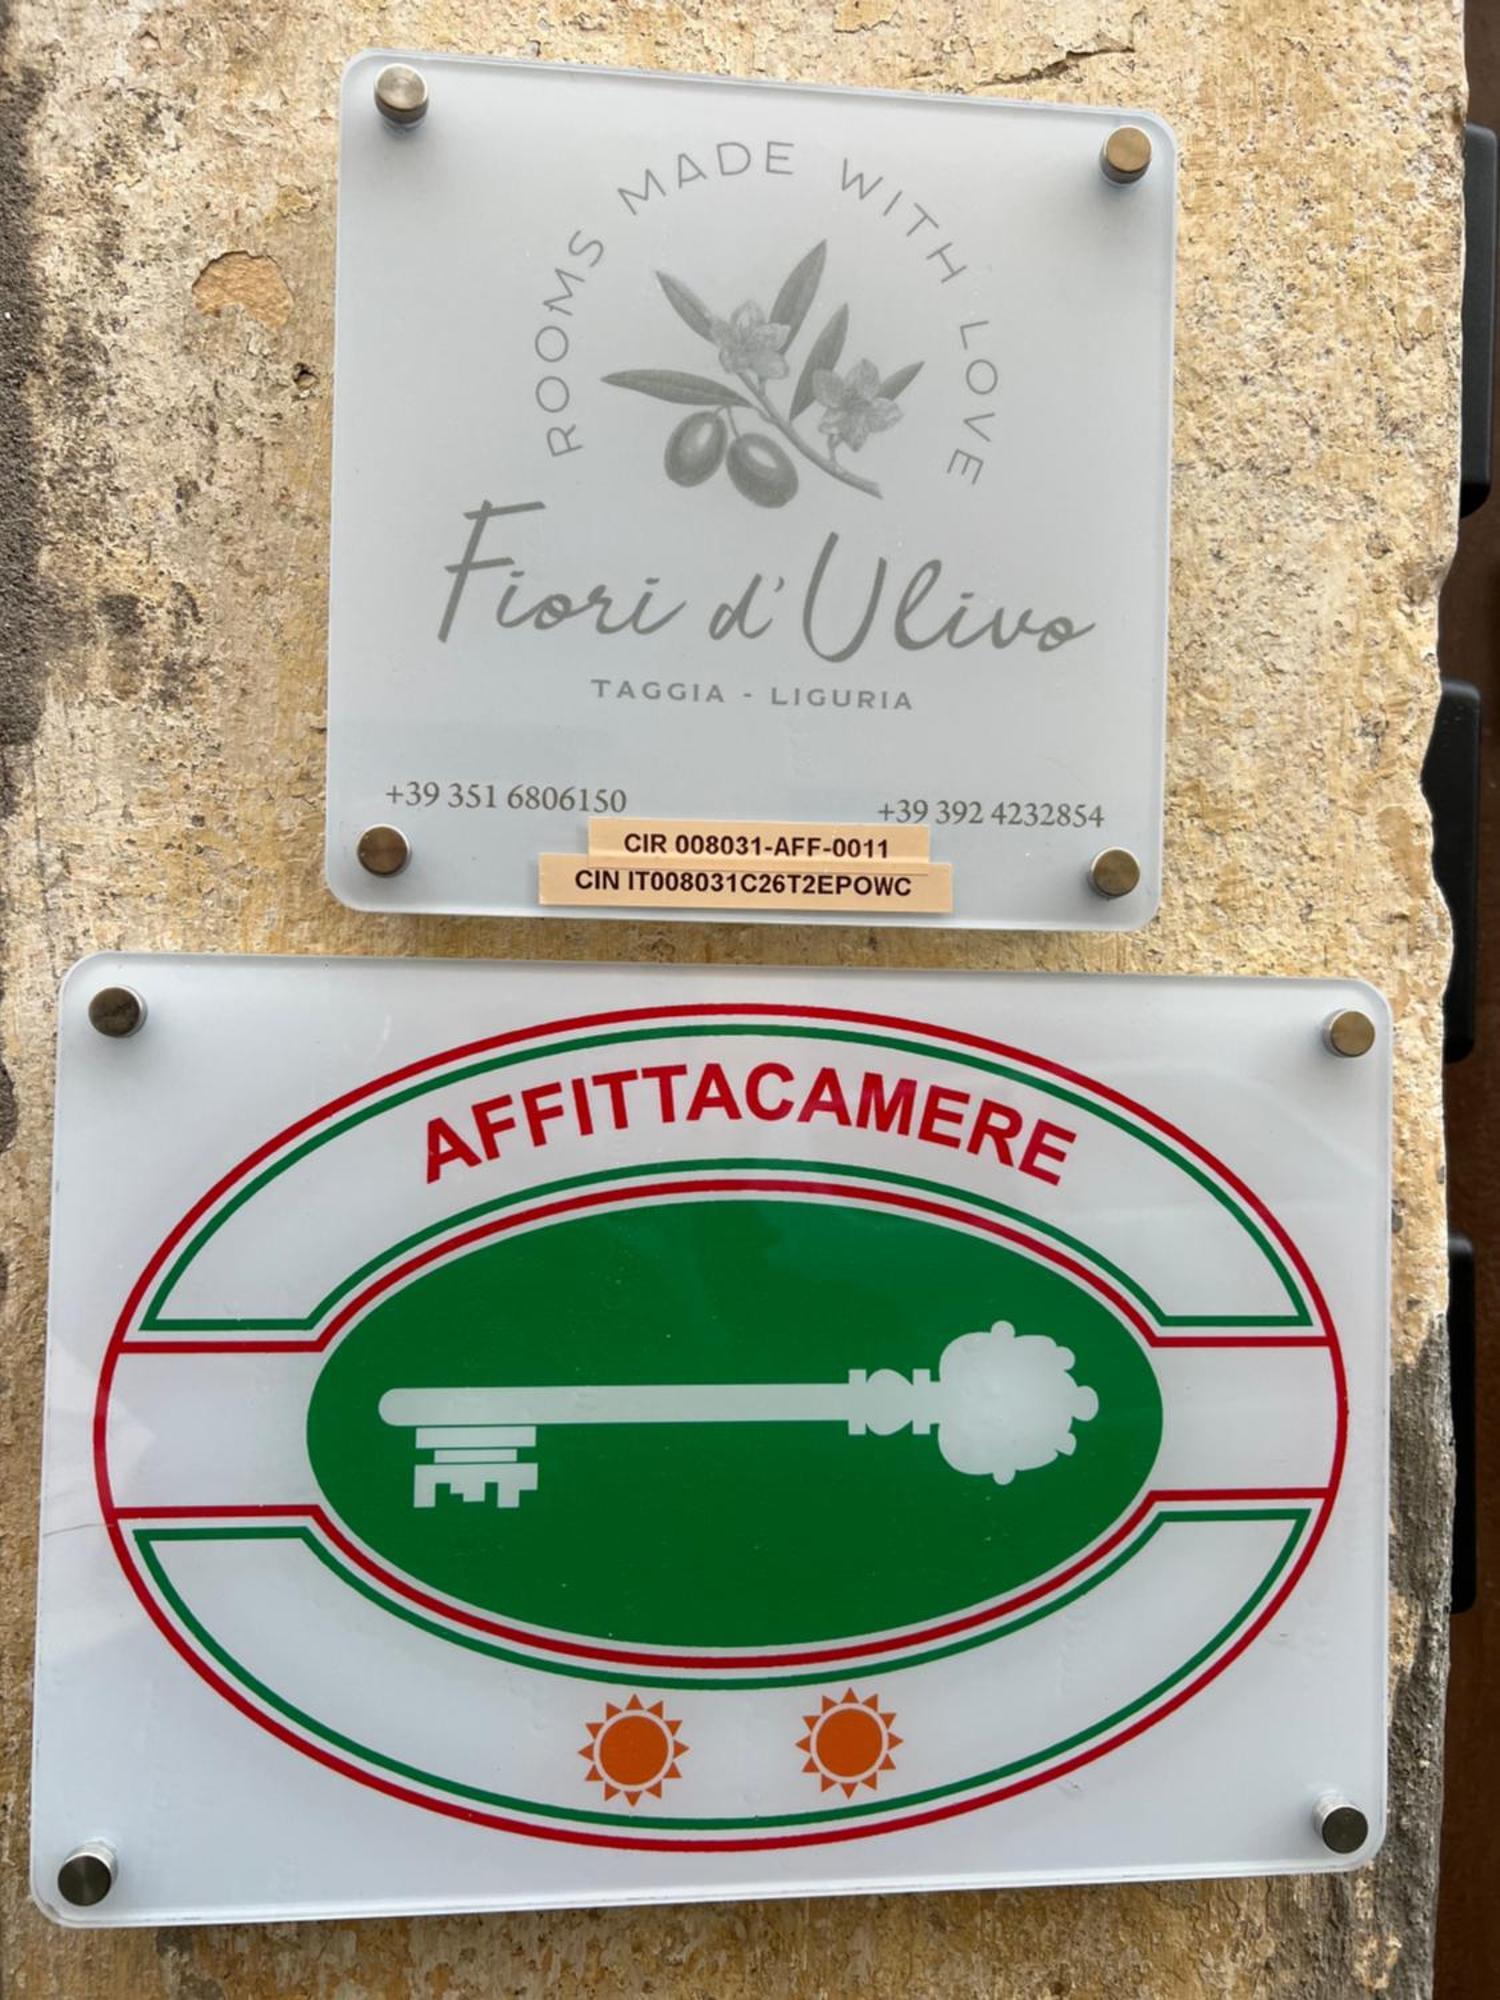 ROOMS MADE WITH LOVE
Fiori d'Ulivo
TAGGIA - LIGURIA
+39 351 6806150
+39 392 4232854
CIR 008031-AFF-0011
CIN IT008031C26T2EPOWC
AFFITTACAMERE